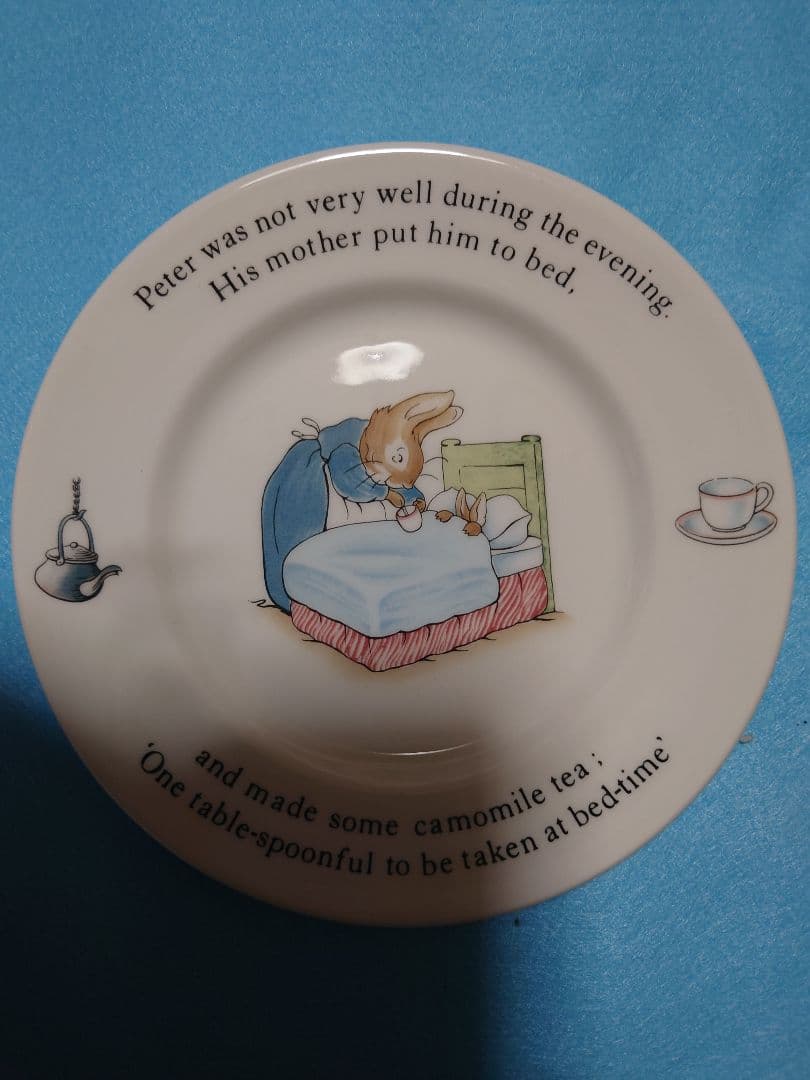 Peter was not very well during the evening.
His mother put him to bed,
and made some camomile tea ;
'One table-spoonful to be taken at bed-time'